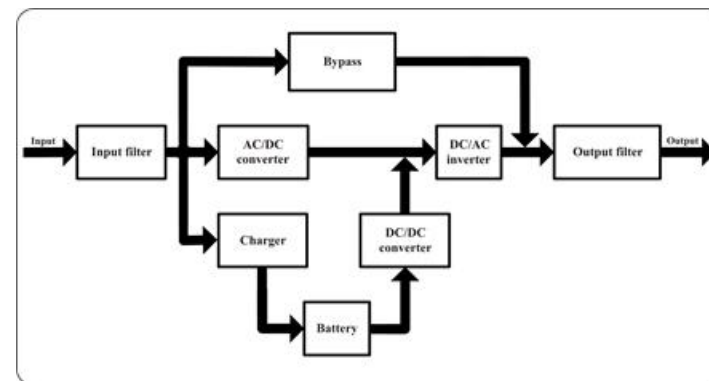 Bypass
Input
Input filter
AC/DC
converter
DC/AC
inverter
Output filter
Output
Charger
DC/DC
converter
Battery